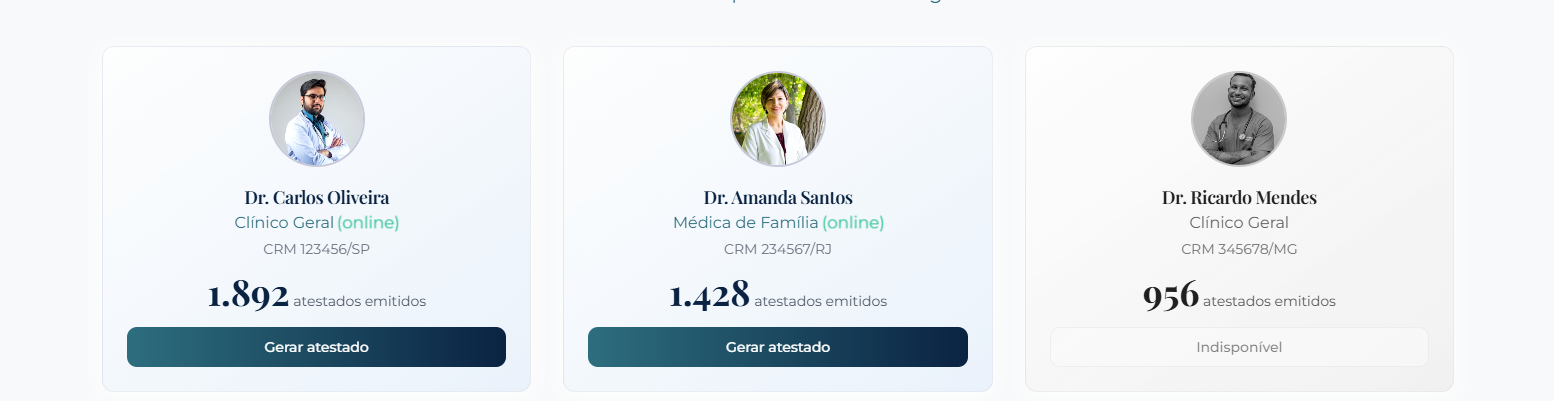 Dr. Carlos Oliveira
Clínico Geral (online)
CRM 123456/SP
1.892 atestados emitidos
Gerar atestado
Dr. Amanda Santos
Médica de Família (online)
CRM 234567/RJ
1.428 atestados emitidos
Gerar atestado
Dr. Ricardo Mendes
Clínico Geral
CRM 345678/MG
956 atestados emitidos
Indisponível